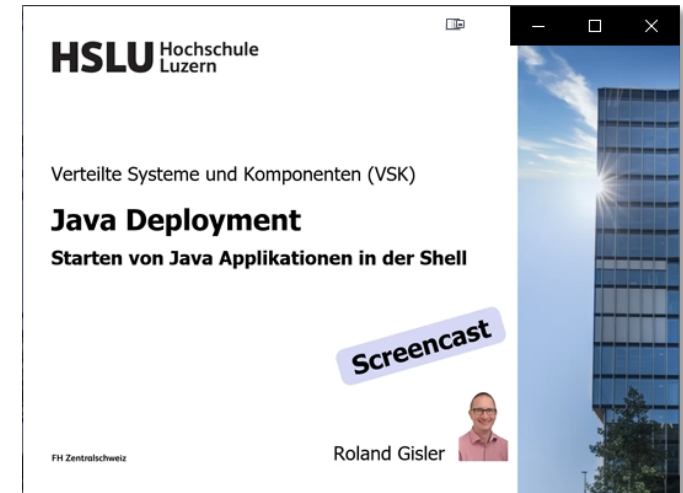 HSLU Hochschule
Luzern
Verteilte Systeme und Komponenten (VSK)
Java Deployment
Starten von Java Applikationen in der Shell
Screencast
Roland Gisler
FH Zentralschweiz